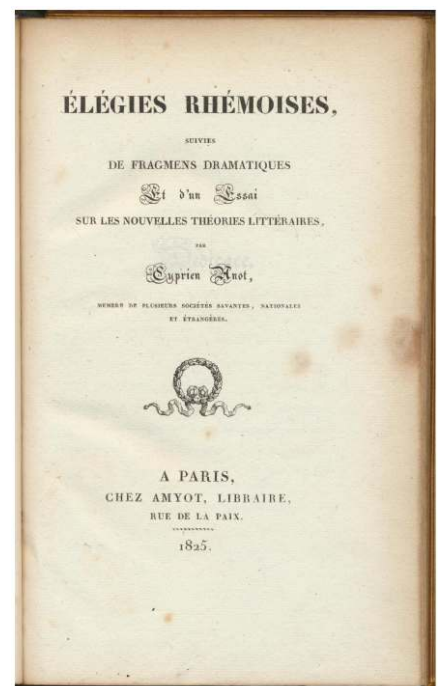 ÉLÉGIES RHÉMOISES,
SUIVIES
DE FRAGMENS DRAMATIQUES
Et d'un Essai
SUR LES NOUVELLES THÉORIES LITTÉRAIRES,
PAR
Cyprien Anot,
MEMBRE DE PLUSIEURS SOCIÉTÉS SAVANTES, NATIONALES
ET ÉTRANGÈRES.
A PARIS,
CHEZ AMYOT, LIBRAIRE,
RUE DE LA PAIX.
1825.